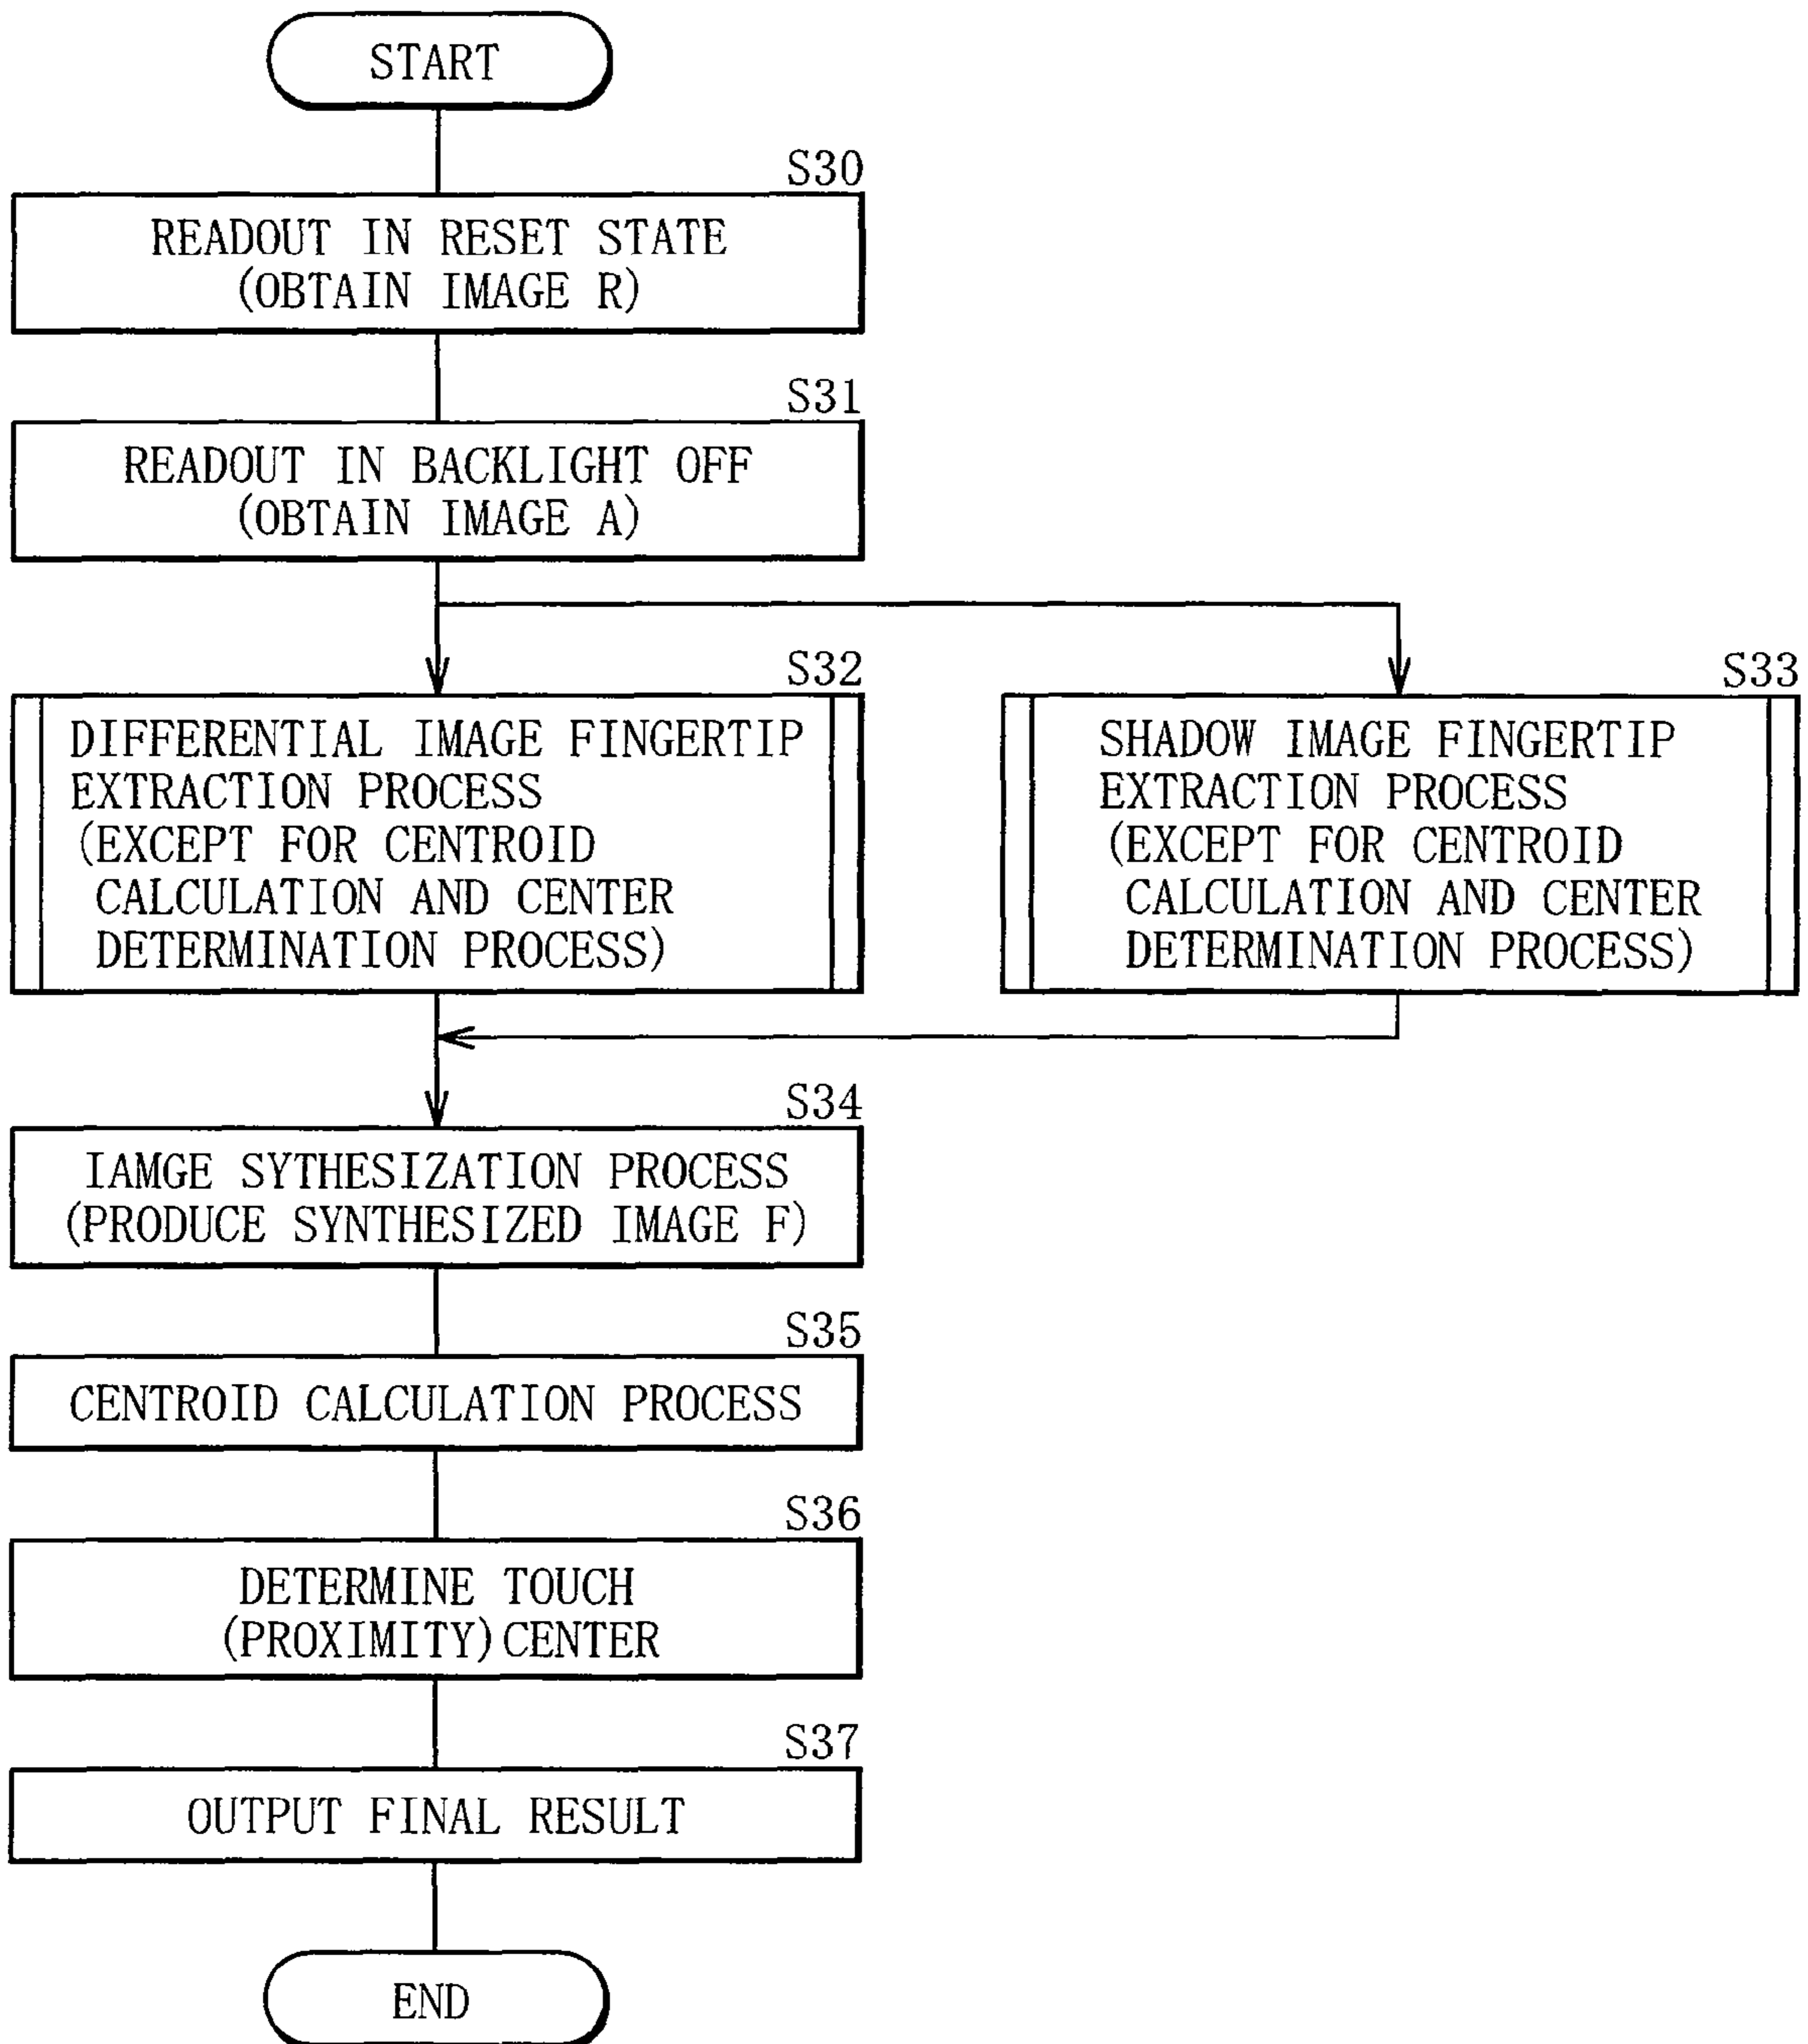 START
S30
READOUT IN RESET STATE
(OBTAIN IMAGE R)
S31
READOUT IN BACKLIGHT OFF
(OBTAIN IMAGE A)
S32
DIFFERENTIAL IMAGE FINGERTIP
EXTRACTION PROCESS
(EXCEPT FOR CENTROID
CALCULATION AND CENTER
DETERMINATION PROCESS)
S33
SHADOW IMAGE FINGERTIP
EXTRACTION PROCESS
(EXCEPT FOR CENTROID
CALCULATION AND CENTER
DETERMINATION PROCESS)
S34
IAMGE SYTHESIZATION PROCESS
(PRODUCE SYNTHESIZED IMAGE F)
S35
CENTROID CALCULATION PROCESS
S36
DETERMINE TOUCH
(PROXIMITY)CENTER
S37
OUTPUT FINAL RESULT
END